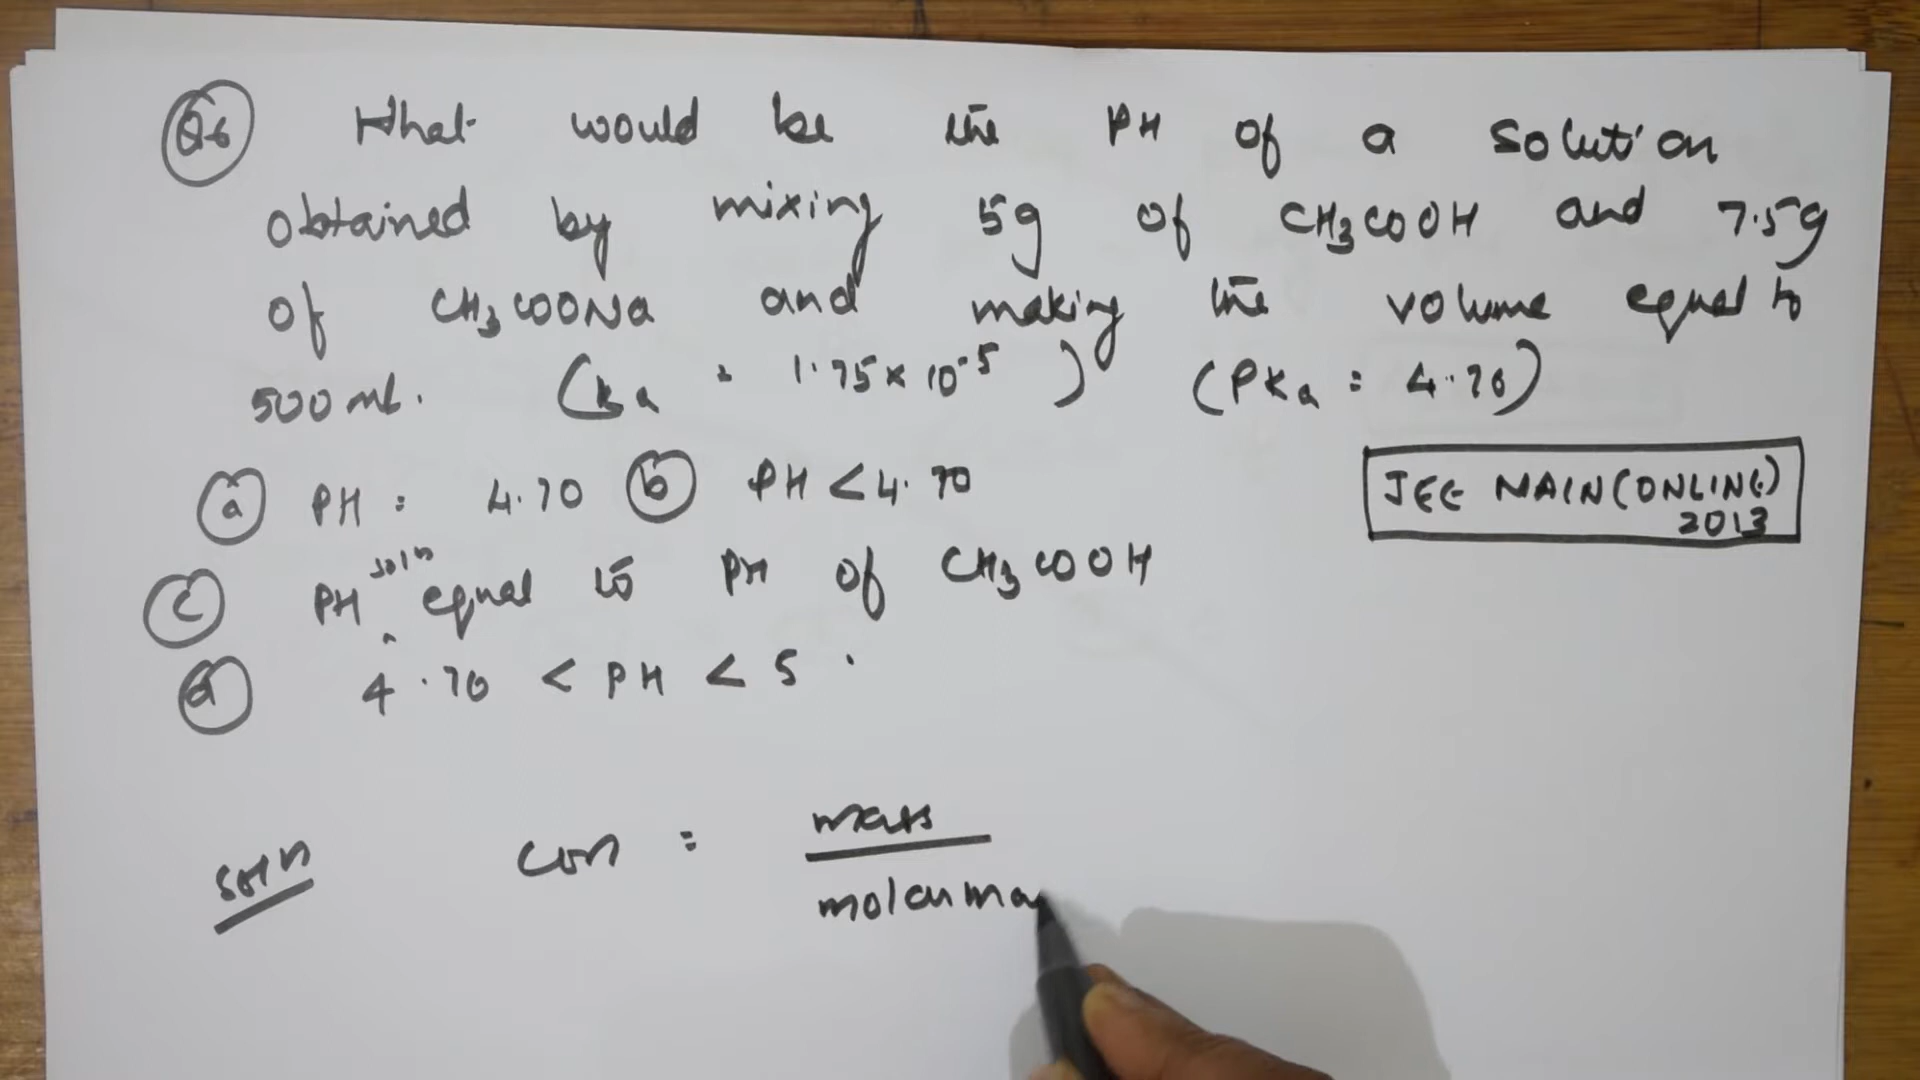 Q6 What would be the PH of a solution
obtained by mixing 5g of CH3COOH and 7.5g
of CH3COONa and making the volume equal to
500 mL. (Ka = 1.75×10⁻⁵) (PKa = 4.70)
(a) PH = 4.70 (b) PH < 4.70
JEE MAIN (ONLINE) 2013
(c) PH soln equal to PH of CH3COOH
(d) 4.70 < PH < 5.
Soln con = mass